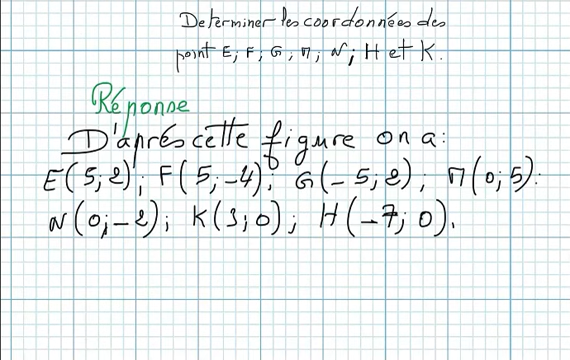 Determiner les coordonnées des
point E; F; G; M; N; H et K.
Réponse
D'après cette figure on a:
E(5;2); F(5;-4); G(-5;2); M(0;5):
N(0;-2); K(3;0); H(-7;0).